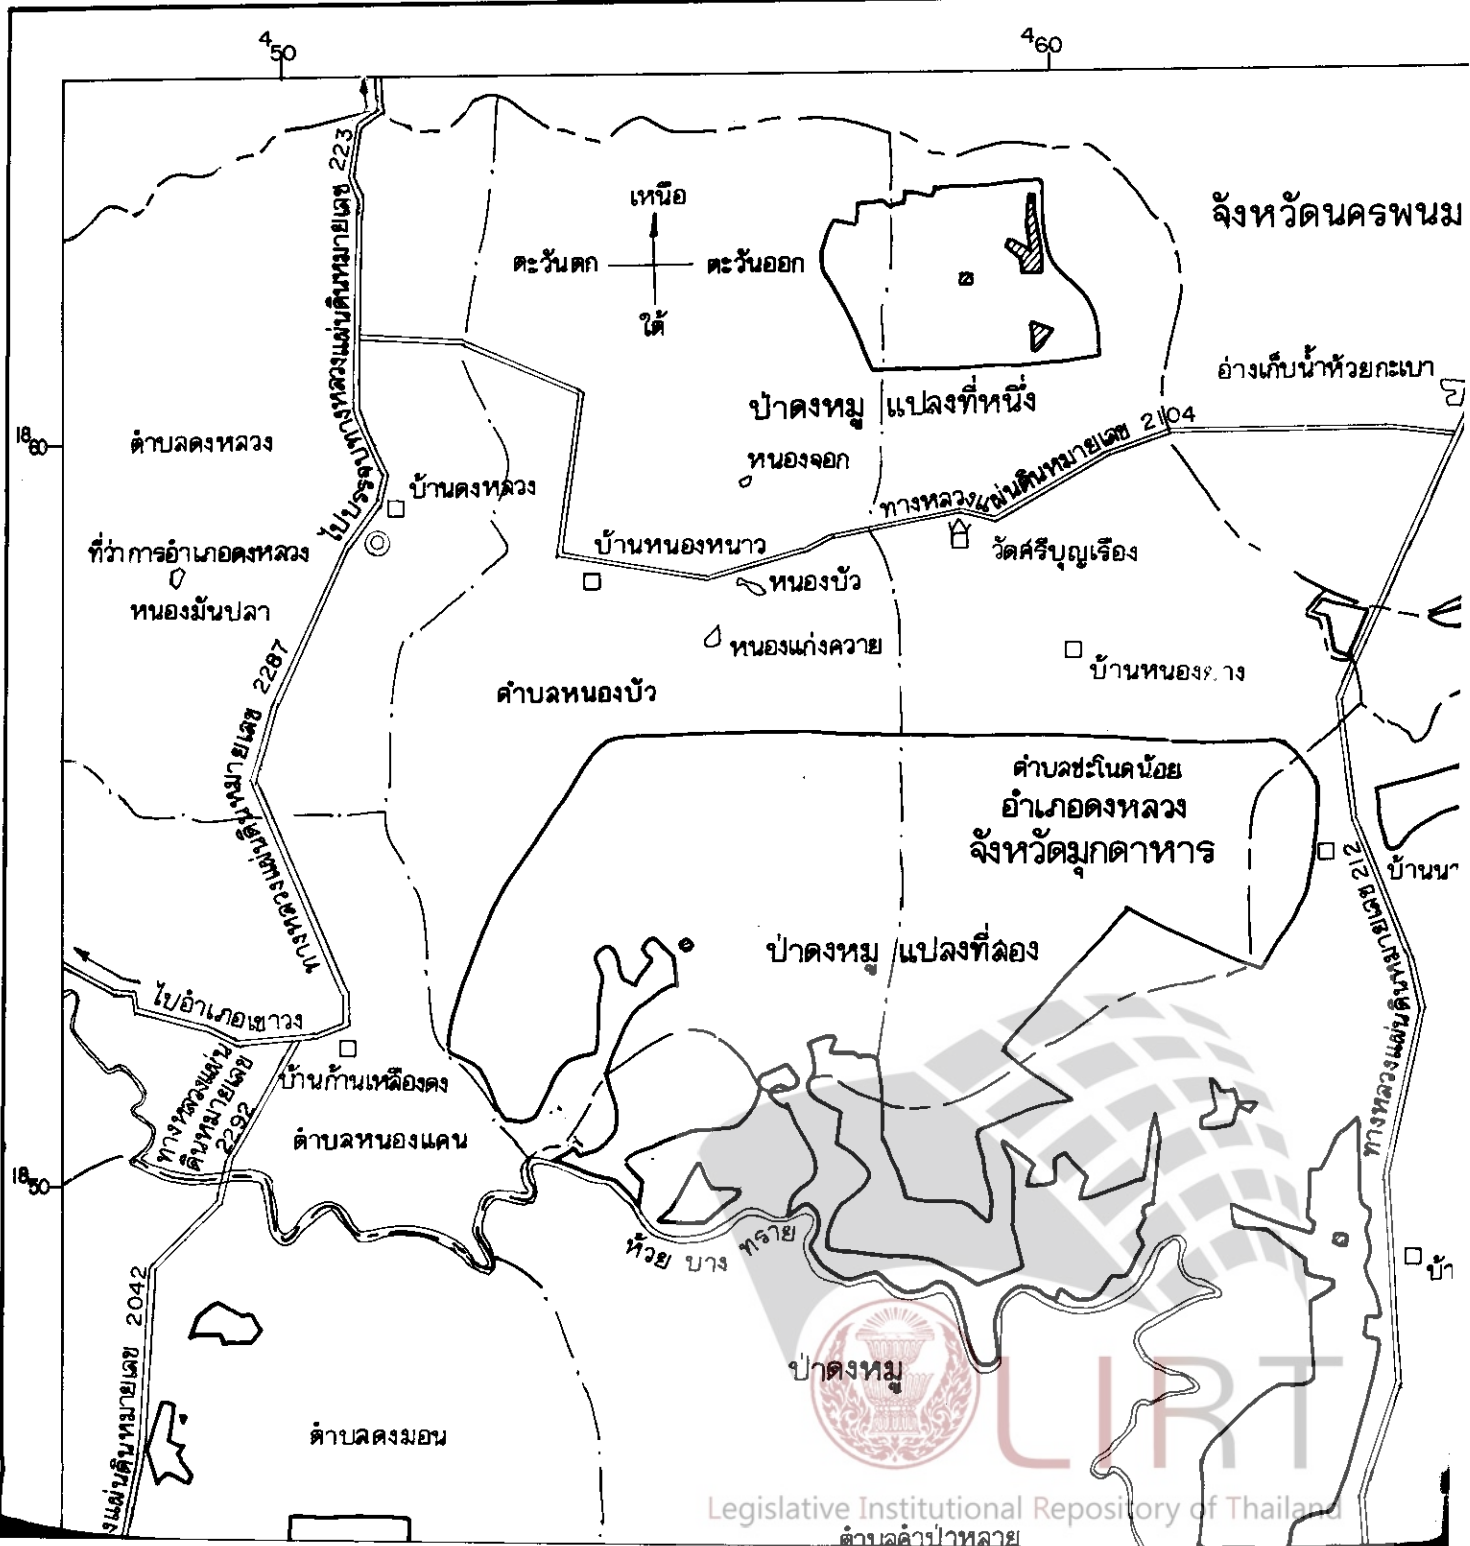 450
460
จังหวัดนครพนม
เหนือ
ตะวันตก
ตะวันออก
ใต้
ไปบรรจบทางหลวงแผ่นดินหมายเลข 223
อ่างเก็บน้ำห้วยกะเบา
ป่าดงหมู แปลงที่หนึ่ง
1860
ตำบลดงหลวง
หนองจอก
ทางหลวงแผ่นดินหมายเลข 2104
บ้านดงหลวง
ที่ว่าการอำเภอดงหลวง
บ้านหนองหนาว
วัดศรีบุญเรือง
หนองบัว
หนองมันปลา
หนองแก่งควาย
ตำบลหนองบัว
ทางหลวงแผ่นดินหมายเลข 2287
ตำบลชะโนดน้อย
อำเภอดงหลวง
จังหวัดมุกดาหาร
ทางหลวงแผ่นดินหมายเลข 212
ป่าดงหมู แปลงที่สอง
ไปอำเภอเขาวง
บ้านก้านเหลืองดง
ทางหลวงแผ่น
ดินหมายเลข
2292
ตำบลหนองแคน
1850
ห้วย บาง ทราย
ป่าดงหมู
งแผ่นดินหมายเลข 2042
ตำบลดงมอน
LIRT
Legislative Institutional Repository of Thailand
ตำบลคำป่าหลาย